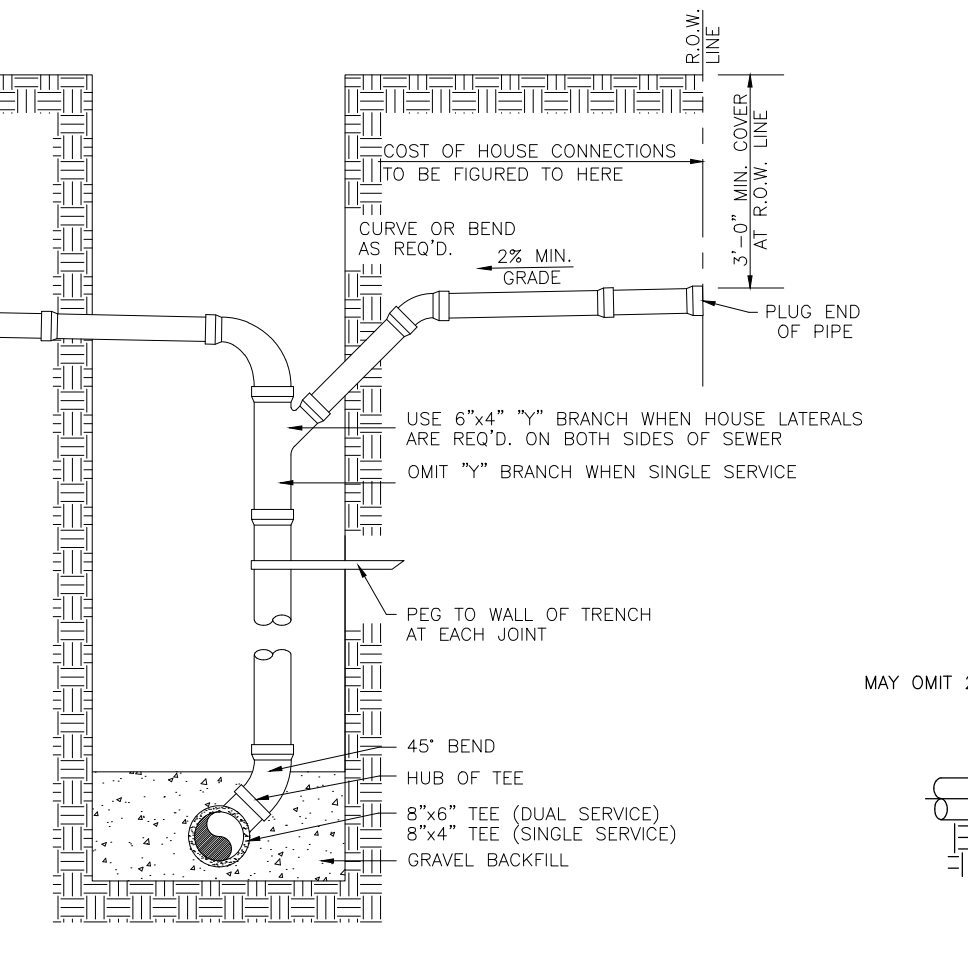 R.O.W.
LINE
3'-0" MIN. COVER
AT R.O.W. LINE
COST OF HOUSE CONNECTIONS
TO BE FIGURED TO HERE
CURVE OR BEND
AS REQ'D.
2% MIN.
GRADE
PLUG END
OF PIPE
USE 6"x4" "Y" BRANCH WHEN HOUSE LATERALS
ARE REQ'D. ON BOTH SIDES OF SEWER
OMIT "Y" BRANCH WHEN SINGLE SERVICE
PEG TO WALL OF TRENCH
AT EACH JOINT
MAY OMIT
45° BEND
HUB OF TEE
8"x6" TEE (DUAL SERVICE)
8"x4" TEE (SINGLE SERVICE)
GRAVEL BACKFILL